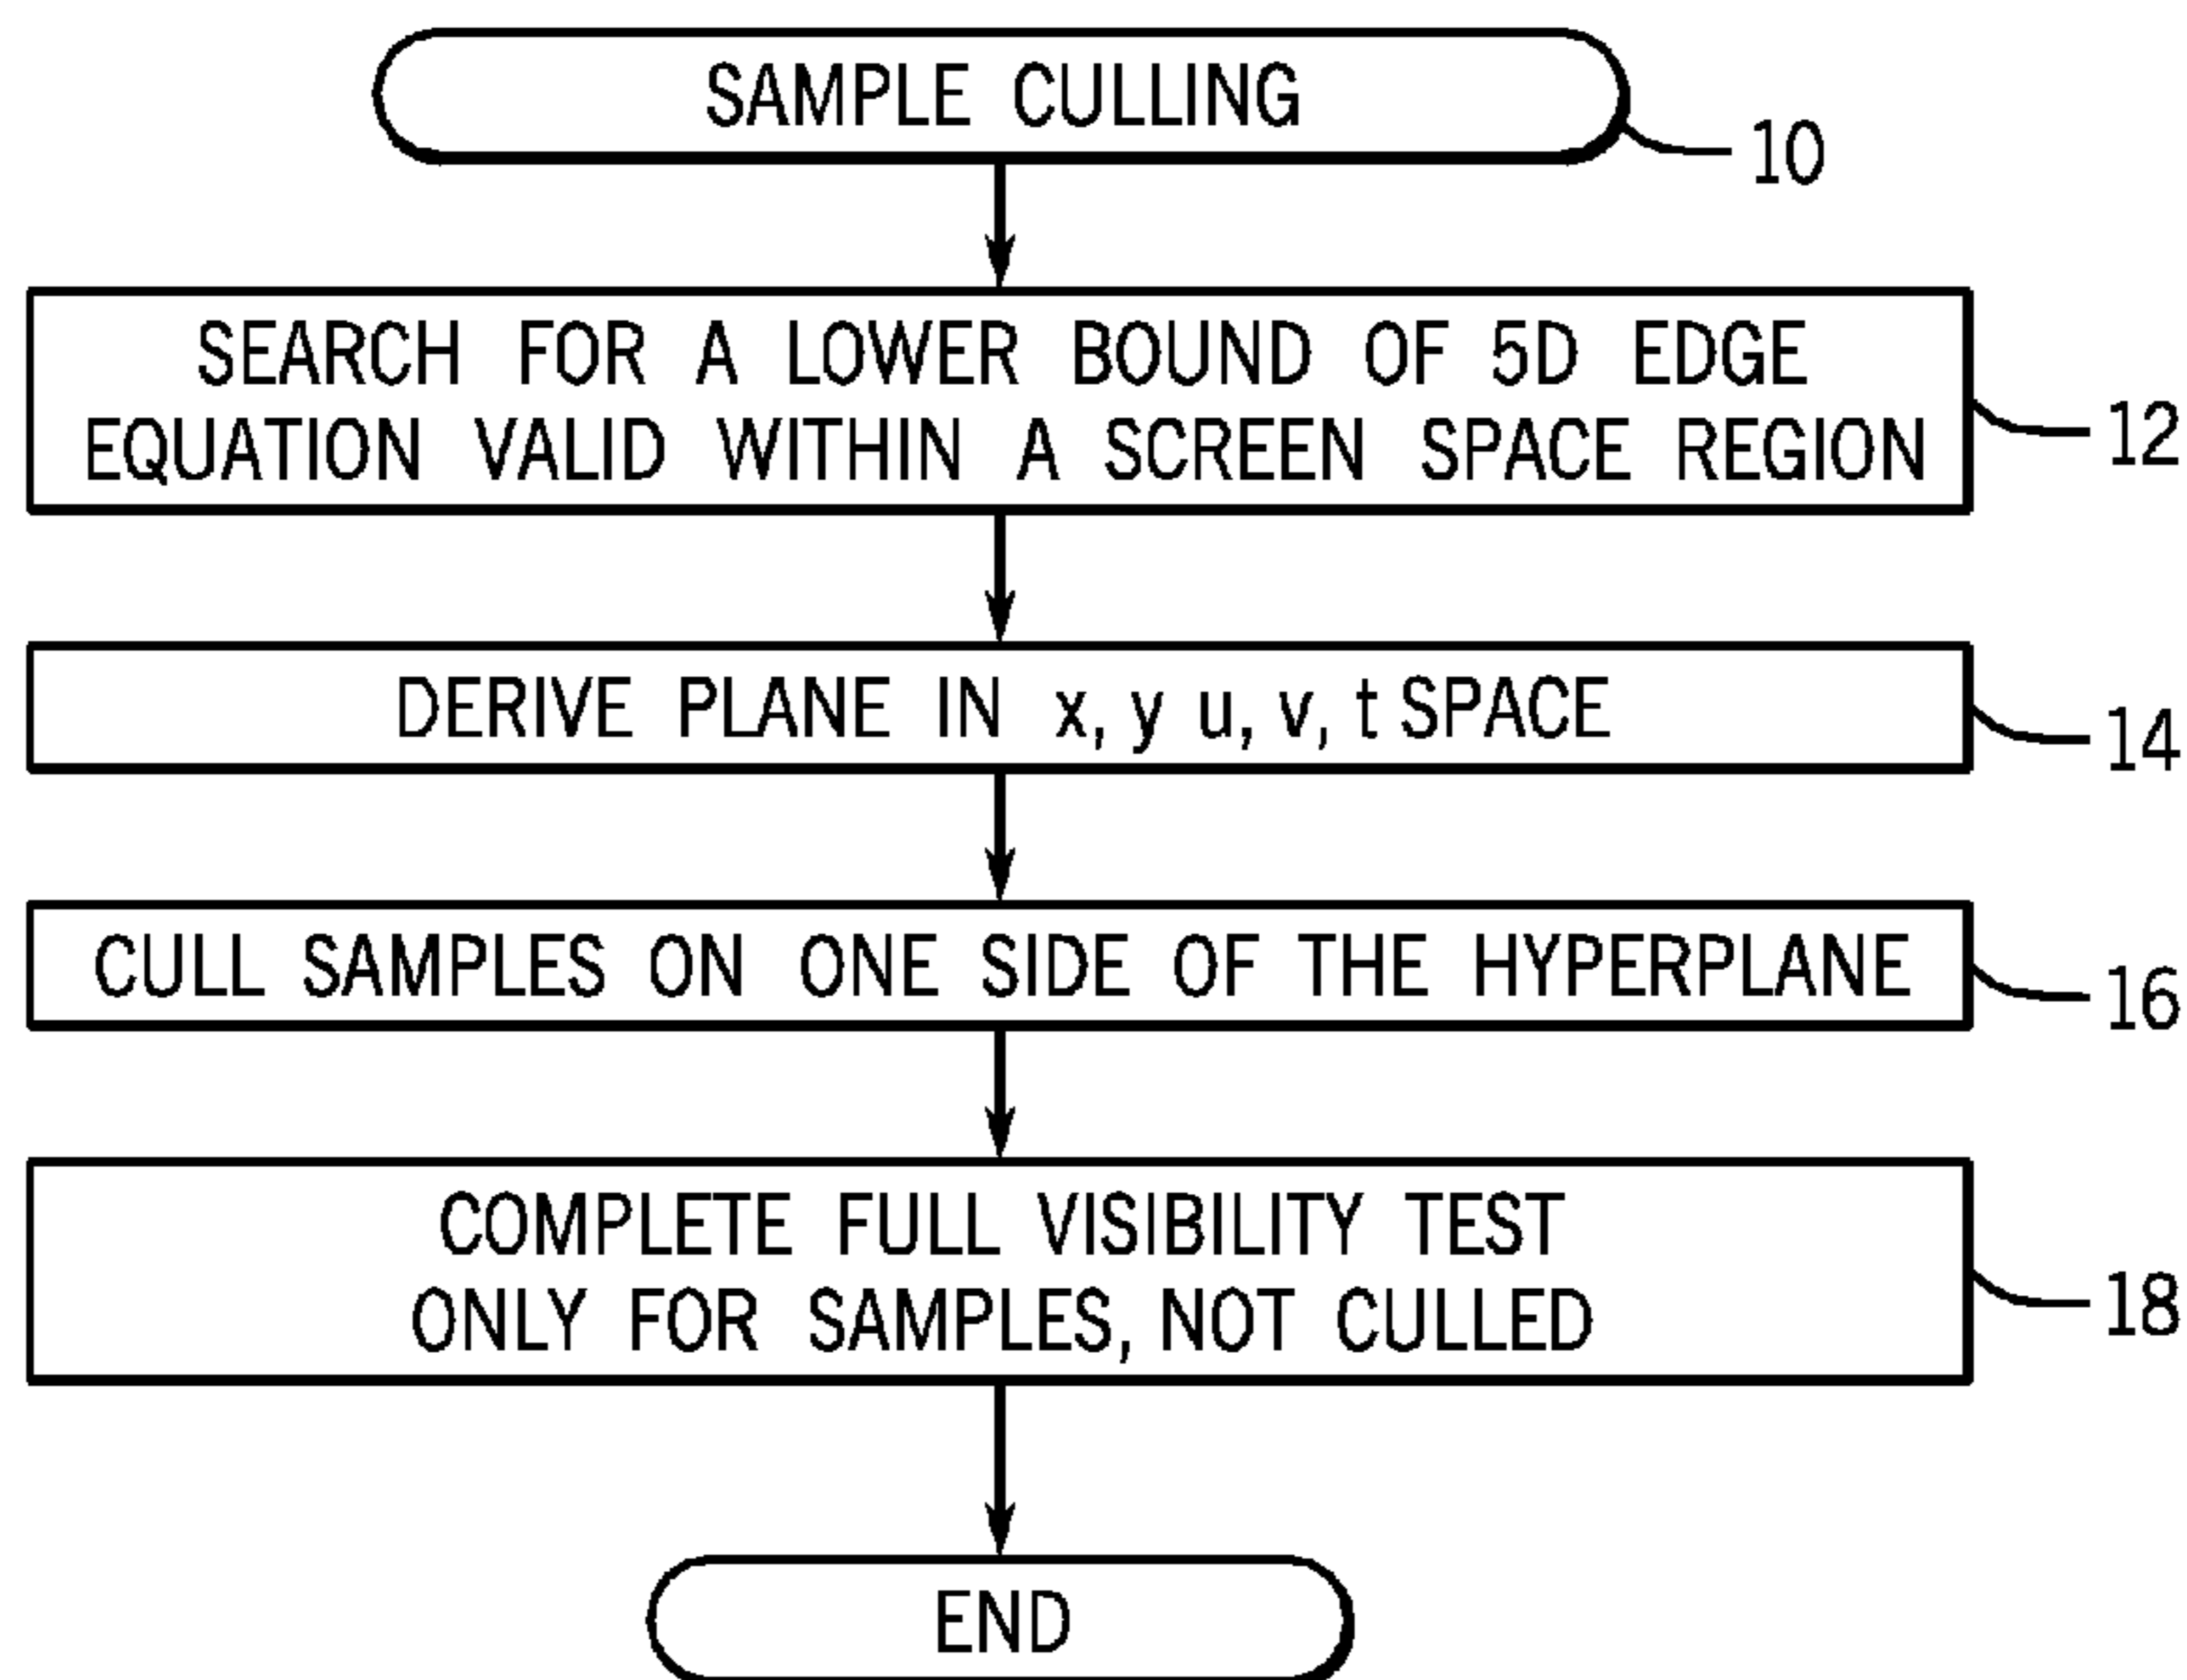 SAMPLE CULLING
10
SEARCH FOR A LOWER BOUND OF 5D EDGE
EQUATION VALID WITHIN A SCREEN SPACE REGION
12
DERIVE PLANE IN x, y u, v, t SPACE
14
CULL SAMPLES ON ONE SIDE OF THE HYPERPLANE
16
COMPLETE FULL VISIBILITY TEST
ONLY FOR SAMPLES, NOT CULLED
18
END